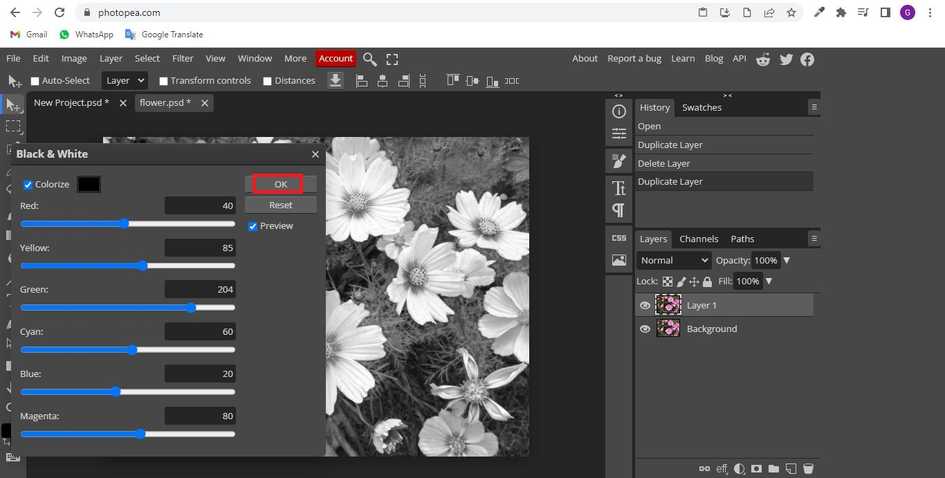 photopea.com
G
Gmail
WhatsApp
Google Translate
File Edit Image Layer Select Filter View Window More Account
About Report a bug Learn Blog API
Auto-Select Layer Transform controls Distances
New Project.psd * flower.psd *
Black & White
Colorize OK
Red: 40 Reset
Preview
Yellow: 85
Green: 204
Cyan: 60
Blue: 20
Magenta: 80
CSS
History Swatches
Open
Duplicate Layer
Delete Layer
Duplicate Layer
Layers Channels Paths
Normal Opacity: 100%
Lock: Fill: 100%
Layer 1
Background
eff